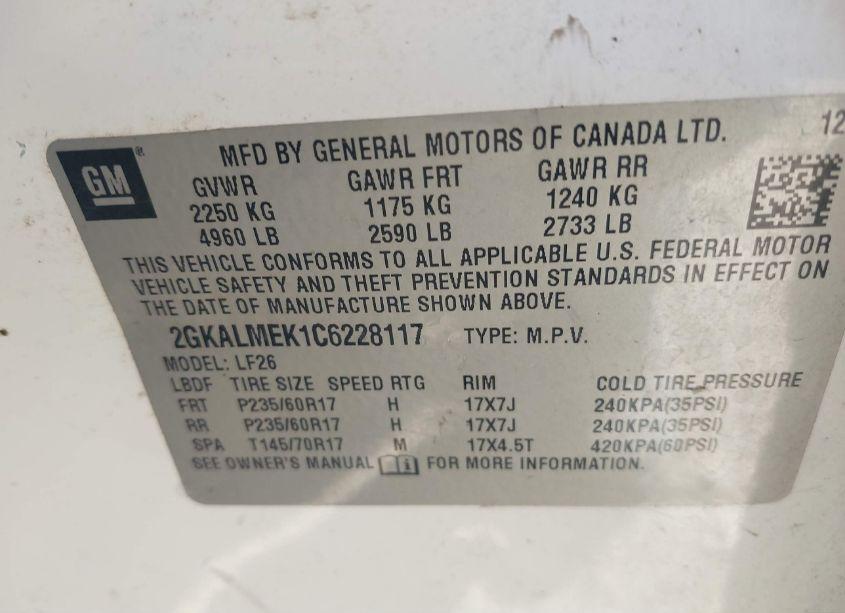 GM®
MFD BY GENERAL MOTORS OF CANADA LTD. 12
GVWR GAWR FRT GAWR RR
2250 KG 1175 KG 1240 KG
4960 LB 2590 LB 2733 LB
THIS VEHICLE CONFORMS TO ALL APPLICABLE U.S. FEDERAL MOTOR
VEHICLE SAFETY AND THEFT PREVENTION STANDARDS IN EFFECT ON
THE DATE OF MANUFACTURE SHOWN ABOVE.
2GKALMEK1C6228117 TYPE: M.P.V.
MODEL: LF26
LBDF TIRE SIZE SPEED RTG RIM COLD TIRE PRESSURE
FRT P235/60R17 H 17X7J 240KPA(35PSI)
RR P235/60R17 H 17X7J 240KPA(35PSI)
SPA T145/70R17 M 17X4.5T 420KPA(60PSI)
SEE OWNER'S MANUAL FOR MORE INFORMATION.